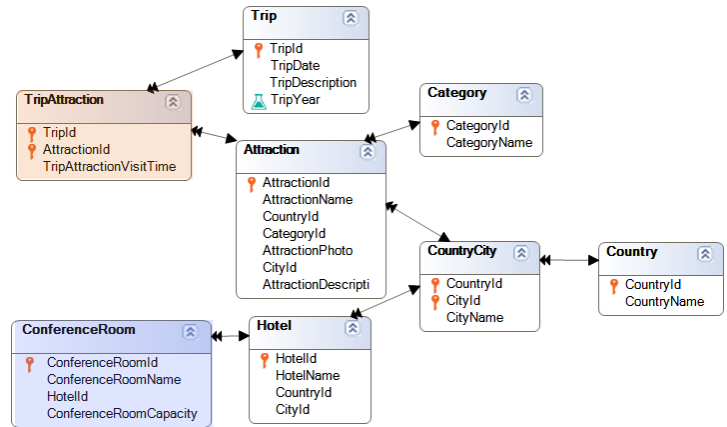 Trip
TripId
TripDate
TripDescription
TripYear
TripAttraction
TripId
AttractionId
TripAttractionVisitTime
Category
CategoryId
CategoryName
Attraction
AttractionId
AttractionName
CountryId
CategoryId
AttractionPhoto
CityId
AttractionDescripti
CountryCity
CountryId
CityId
CityName
Country
CountryId
CountryName
ConferenceRoom
ConferenceRoomId
ConferenceRoomName
HotelId
ConferenceRoomCapacity
Hotel
HotelId
HotelName
CountryId
CityId